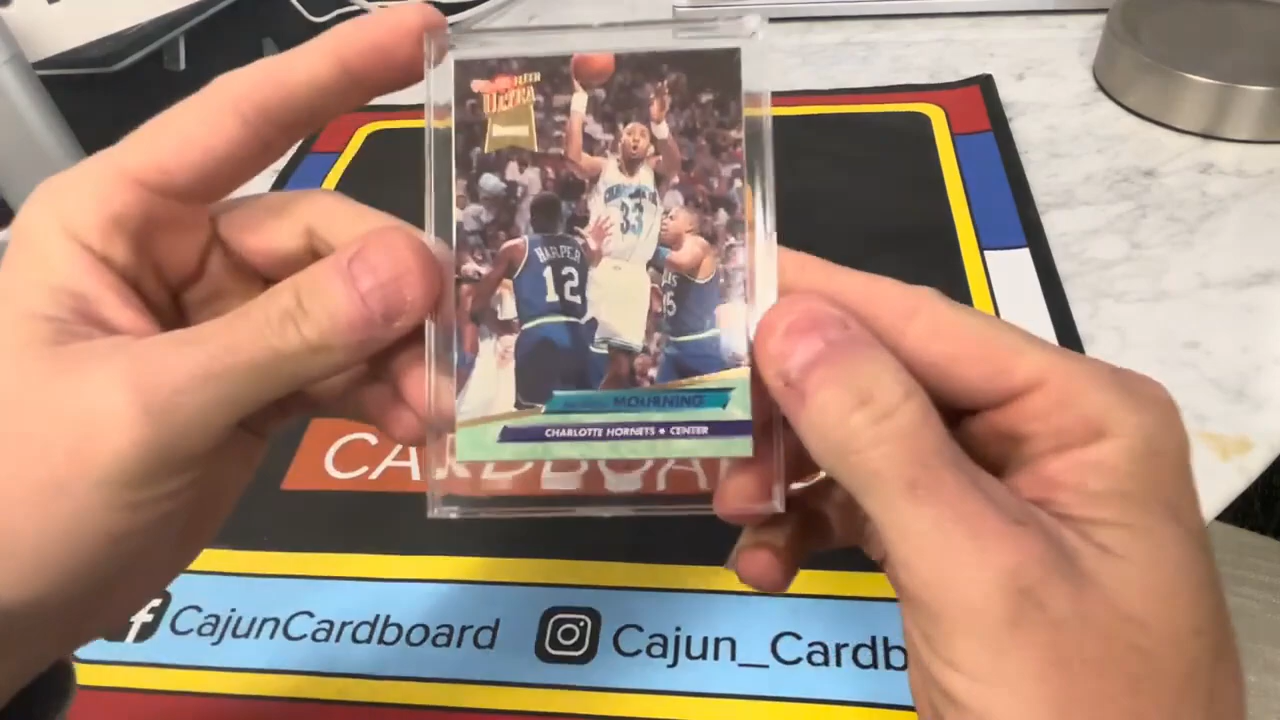 FLEER
ULTRA
33
HARPER
12
MOURNING
CHARLOTTE HORNETS • CENTER
CajunCardboard
Cajun_Cardb